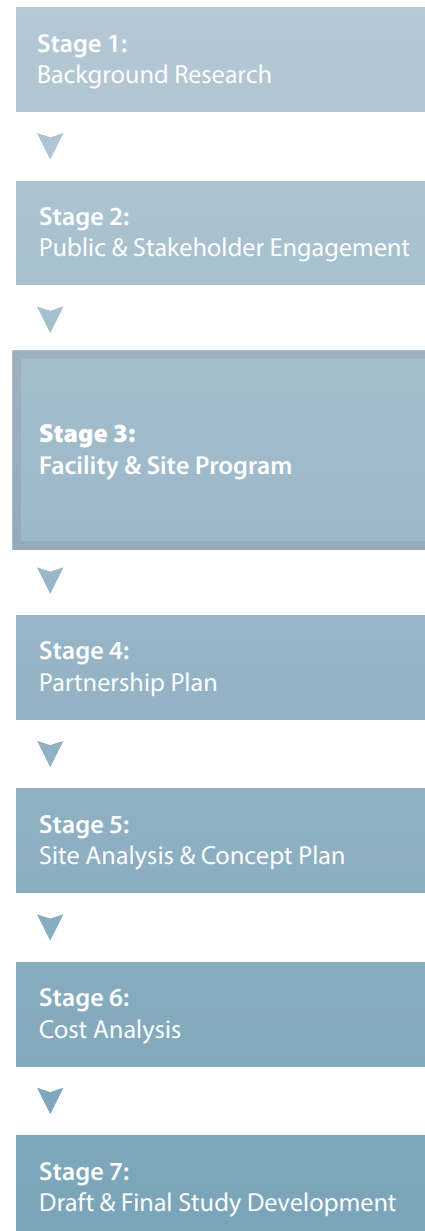 Stage 1:
Background Research
Stage 2:
Public & Stakeholder Engagement
Stage 3:
Facility & Site Program
Stage 4:
Partnership Plan
Stage 5:
Site Analysis & Concept Plan
Stage 6:
Cost Analysis
Stage 7:
Draft & Final Study Development